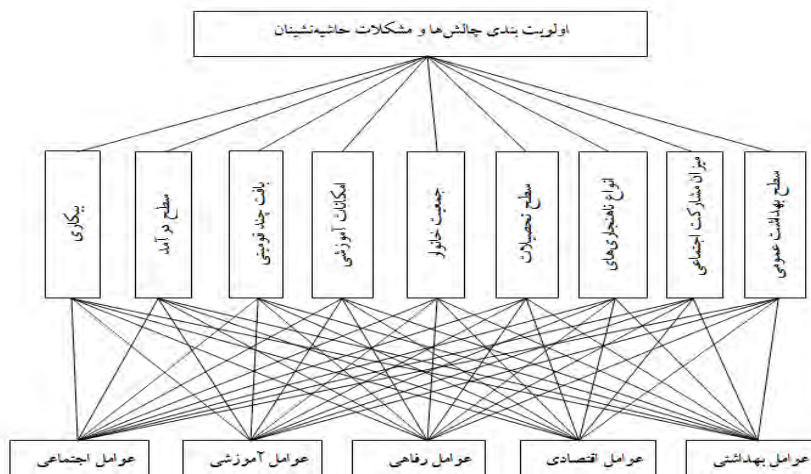 اولویت بندی چالش‌ها و مشکلات حاشیه‌نشینان
سطح بهداشت عمومی
میزان مشارکت اجتماعی
انواع ناهنجاری‌های
سطح تحصیلات
جمعیت خانوار
امکانات آموزشی
بافت چند قومیتی
سطح درآمد
بیکاری
عوامل بهداشتی
عوامل اقتصادی
عوامل رفاهی
عوامل آموزشی
عوامل اجتماعی